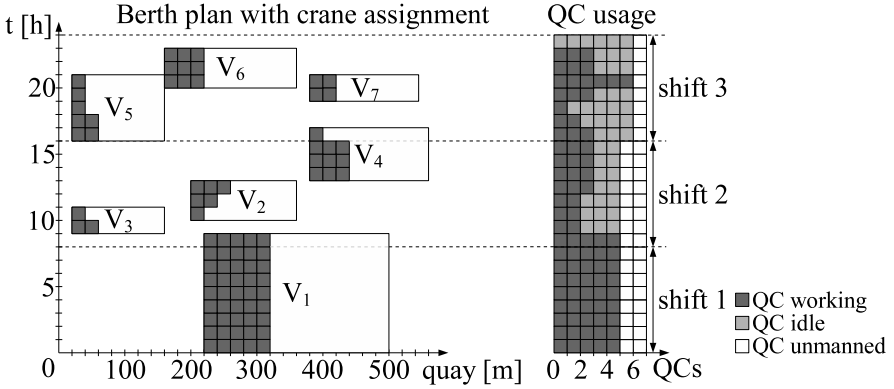 Berth plan with crane assignment
QC usage
t [h]
20
15
10
5
0
V6
V5
V7
V4
V3
V2
V1
shift 3
shift 2
shift 1
QC working
QC idle
QC unmanned
100 200 300 400 500 quay [m]
0 2 4 6 QCs